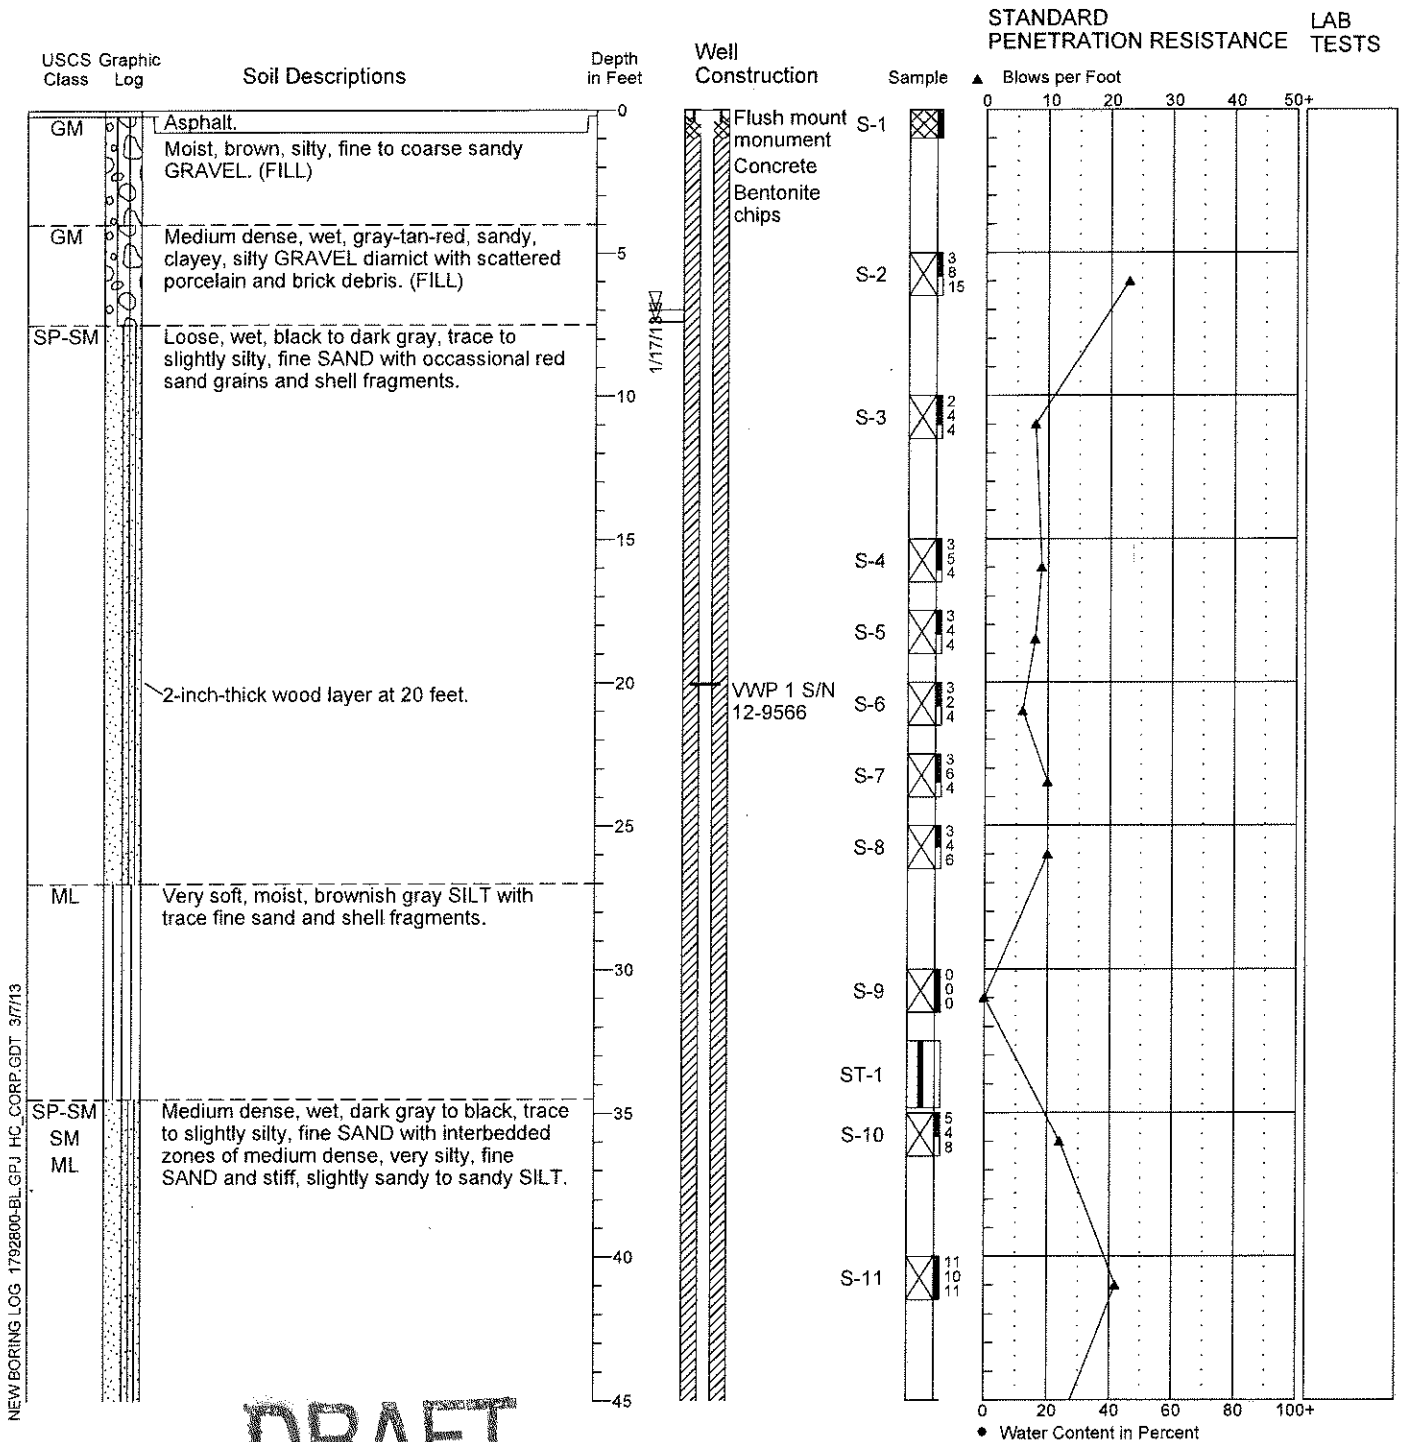 STANDARD
PENETRATION RESISTANCE
LAB
TESTS
USCS Graphic
Class Log
Soil Descriptions
Depth
in Feet
Well
Construction
Sample
▲ Blows per Foot
0 10 20 30 40 50+
GM
Asphalt.
Moist, brown, silty, fine to coarse sandy
GRAVEL. (FILL)
0
Flush mount
monument
Concrete
Bentonite
chips
S-1
GM
Medium dense, wet, gray-tan-red, sandy,
clayey, silty GRAVEL diamict with scattered
porcelain and brick debris. (FILL)
5
S-2
3
8
15
1/17/13
SP-SM
Loose, wet, black to dark gray, trace to
slightly silty, fine SAND with occassional red
sand grains and shell fragments.
10
S-3
2
4
4
15
S-4
3
5
4
S-5
3
4
4
2-inch-thick wood layer at 20 feet.
20
VWP 1 S/N
12-9566
S-6
3
2
4
S-7
3
6
4
25
S-8
3
4
6
ML
Very soft, moist, brownish gray SILT with
trace fine sand and shell fragments.
30
S-9
0
0
0
ST-1
SP-SM
SM
ML
Medium dense, wet, dark gray to black, trace
to slightly silty, fine SAND with interbedded
zones of medium dense, very silty, fine
SAND and stiff, slightly sandy to sandy SILT.
35
S-10
5
4
8
40
S-11
11
10
11
45
0 20 40 60 80 100+
● Water Content in Percent
NEW BORING LOG 1792800-BL.GPJ HC_CORP.GDT 3/7/13
DRAFT